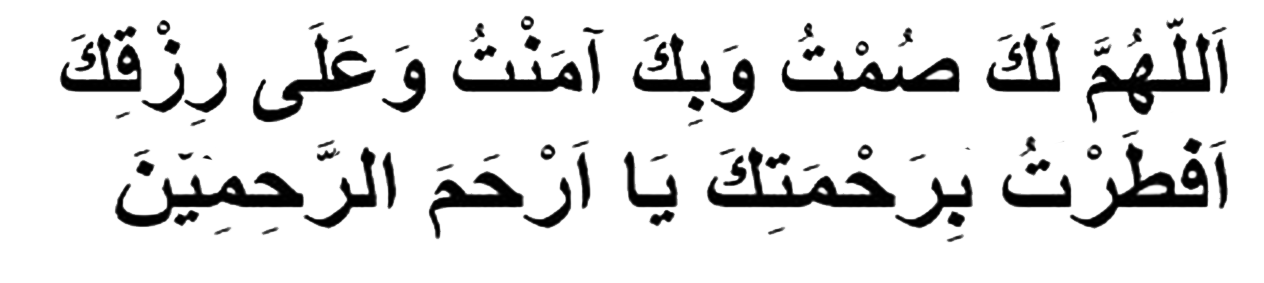 اَللّٰهُمَّ لَكَ صُمْتُ وَبِكَ آمَنْتُ وَعَلَى رِزْقِكَ
اَفْطَرْتُ بِرَحْمَتِكَ يَا اَرْحَمَ الرَّحِمِيْنَ